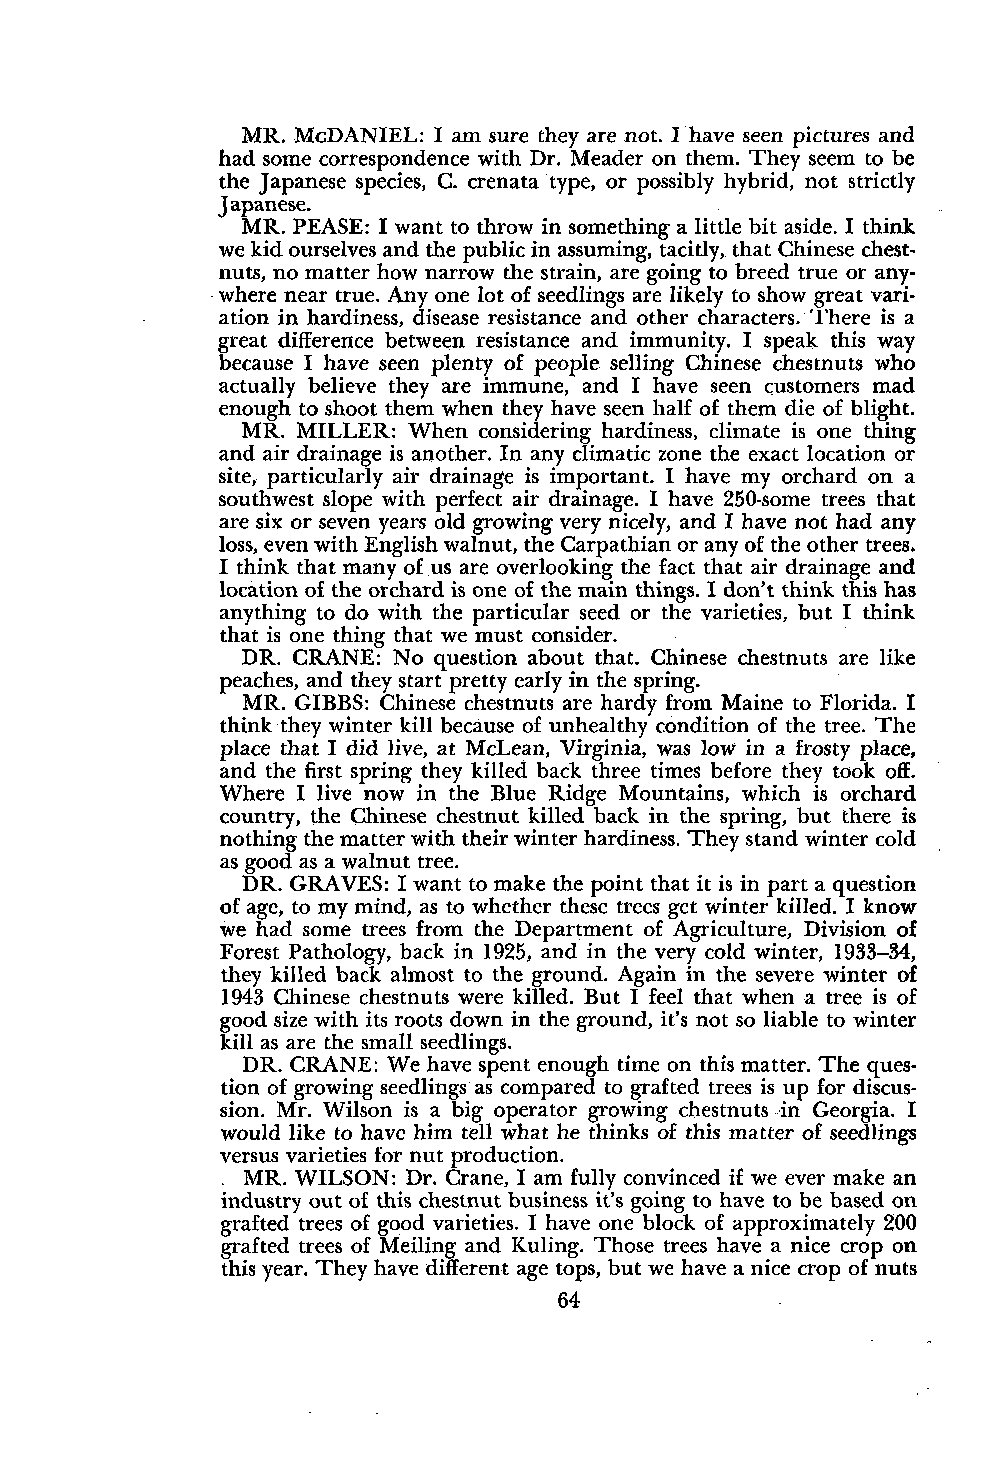 MR. McDANIEL: I am sure they are not. I have seen pictures and
had some correspondence with Dr. Meader on them. They seem to be
the Japanese species, C. crenata type, or possibly hybrid, not strictly
Japanese.
MR. PEASE: I want to throw in something a little bit aside. I think
we kid ourselves and the public in assuming, tacitly, that Chinese chest-
nuts, no matter how narrow the strain, are going to breed true or any-
where near true. Any one lot of seedlings are likely to show great vari-
ation in hardiness, disease resistance and other characters. There is a
great difference between resistance and immunity. I speak this way
because I have seen plenty of people selling Chinese chestnuts who
actually believe they are immune, and I have seen customers mad
enough to shoot them when they have seen half of them die of blight.
MR. MILLER: When considering hardiness, climate is one thing
and air drainage is another. In any climatic zone the exact location or
site, particularly air drainage is important. I have my orchard on a
southwest slope with perfect air drainage. I have 250-some trees that
are six or seven years old growing very nicely, and I have not had any
loss, even with English walnut, the Carpathian or any of the other trees.
I think that many of us are overlooking the fact that air drainage and
location of the orchard is one of the main things. I don't think this has
anything to do with the particular seed or the varieties, but I think
that is one thing that we must consider.
DR. CRANE: No question about that. Chinese chestnuts are like
peaches, and they start pretty early in the spring.
MR. GIBBS: Chinese chestnuts are hardy from Maine to Florida. I
think they winter kill because of unhealthy condition of the tree. The
place that I did live, at McLean, Virginia, was low in a frosty place,
and the first spring they killed back three times before they took off.
Where I live now in the Blue Ridge Mountains, which is orchard
country, the Chinese chestnut killed back in the spring, but there is
nothing the matter with their winter hardiness. They stand winter cold
as good as a walnut tree.
DR. GRAVES: I want to make the point that it is in part a question
of age, to my mind, as to whether these trees get winter killed. I know
we had some trees from the Department of Agriculture, Division of
Forest Pathology, back in 1925, and in the very cold winter, 1933–34,
they killed back almost to the ground. Again in the severe winter of
1943 Chinese chestnuts were killed. But I feel that when a tree is of
good size with its roots down in the ground, it's not so liable to winter
kill as are the small seedlings.
DR. CRANE: We have spent enough time on this matter. The ques-
tion of growing seedlings as compared to grafted trees is up for discus-
sion. Mr. Wilson is a big operator growing chestnuts in Georgia. I
would like to have him tell what he thinks of this matter of seedlings
versus varieties for nut production.
MR. WILSON: Dr. Crane, I am fully convinced if we ever make an
industry out of this chestnut business it's going to have to be based on
grafted trees of good varieties. I have one block of approximately 200
grafted trees of Meiling and Kuling. Those trees have a nice crop on
this year. They have different age tops, but we have a nice crop of nuts
64